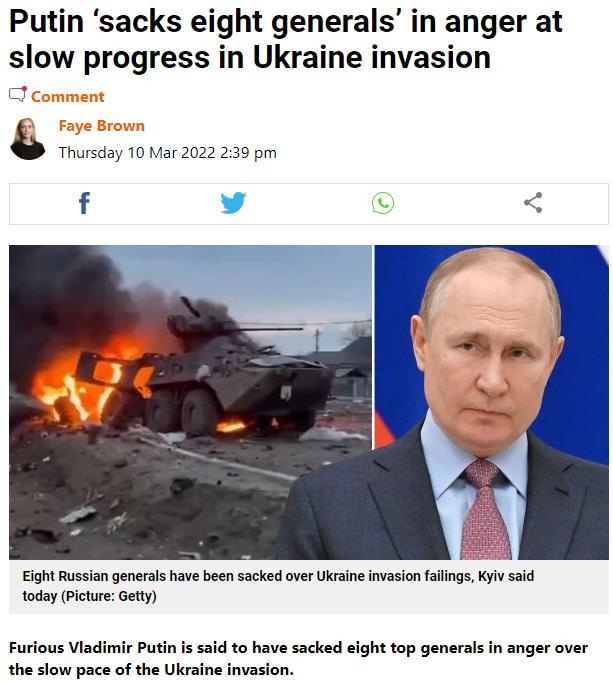 Putin ‘sacks eight generals’ in anger at
slow progress in Ukraine invasion
Comment
Faye Brown
Thursday 10 Mar 2022 2:39 pm
Eight Russian generals have been sacked over Ukraine invasion failings, Kyiv said
today (Picture: Getty)
Furious Vladimir Putin is said to have sacked eight top generals in anger over
the slow pace of the Ukraine invasion.